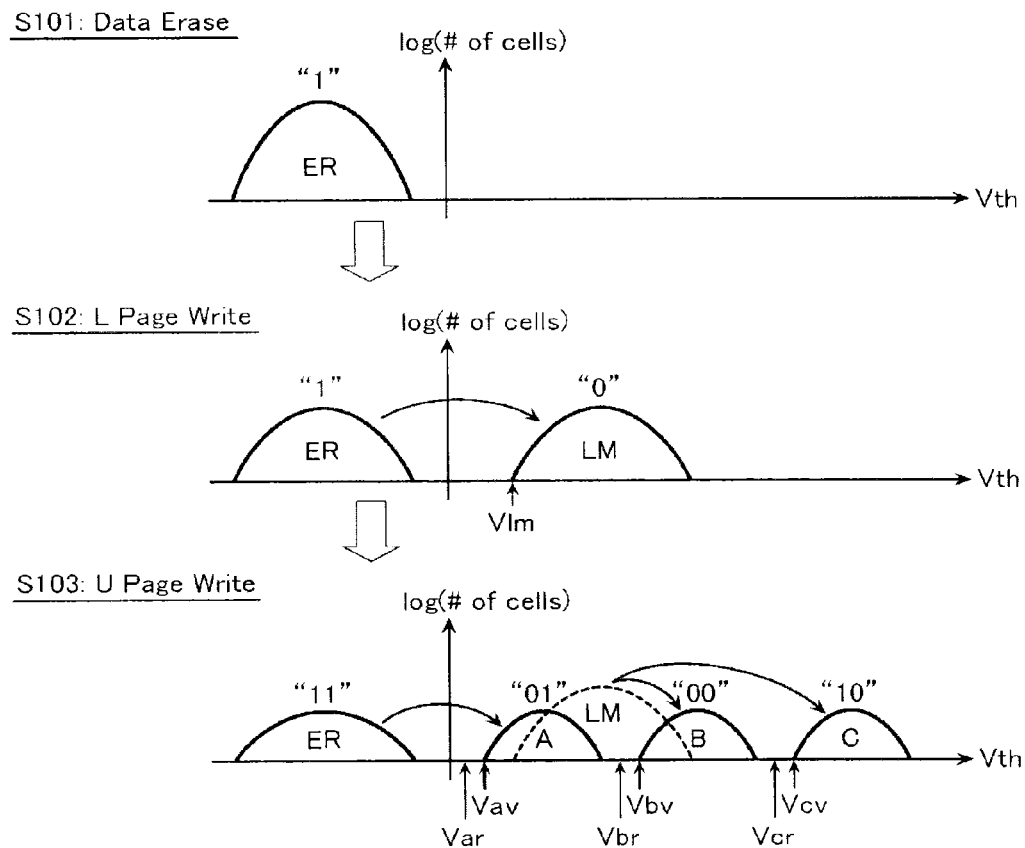 S101: Data Erase
log(# of cells)
“1”
ER
Vth
S102: L Page Write
log(# of cells)
“1”
“0”
ER
LM
Vth
Vlm
S103: U Page Write
log(# of cells)
“11”
“01”
“00”
“10”
LM
ER
A
B
C
Vth
Vav
Vbv
Vcv
Var
Vbr
Vcr